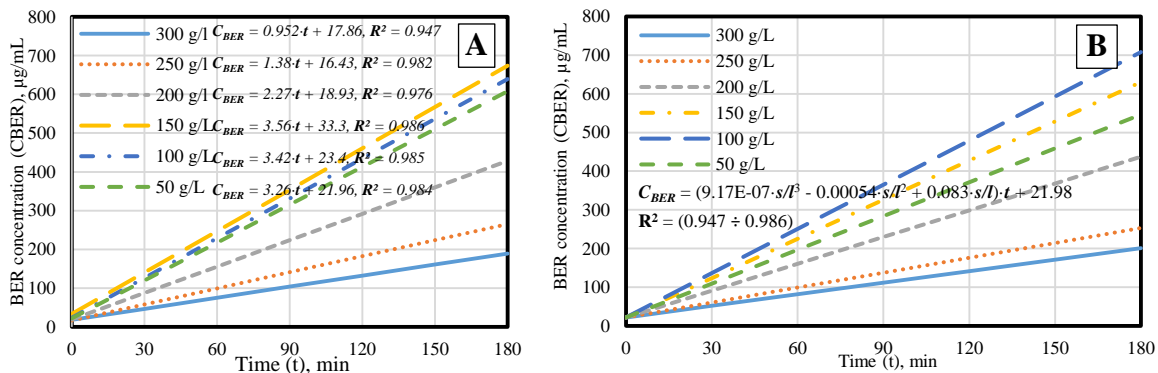 A
BER concentration (CBER), µg/mL
800
700
600
500
400
300
200
100
0
300 g/l C_BER = 0.952·t + 17.86, R² = 0.947
250 g/l C_BER = 1.38·t + 16.43, R² = 0.982
200 g/l C_BER = 2.27·t + 18.93, R² = 0.976
150 g/L C_BER = 3.56·t + 33.3, R² = 0.986
100 g/L C_BER = 3.42·t + 23.4, R² = 0.985
50 g/L C_BER = 3.26·t + 21.96, R² = 0.984
0 30 60 90 120 150 180
Time (t), min
B
BER concentration (CBER), µg/mL
800
700
600
500
400
300
200
100
0
300 g/L
250 g/L
200 g/L
150 g/L
100 g/L
50 g/L
C_BER = (9.17E-07·s/l³ - 0.00054·s/l² + 0.083·s/l)·t + 21.98
R² = (0.947 ÷ 0.986)
0 30 60 90 120 150 180
Time (t), min